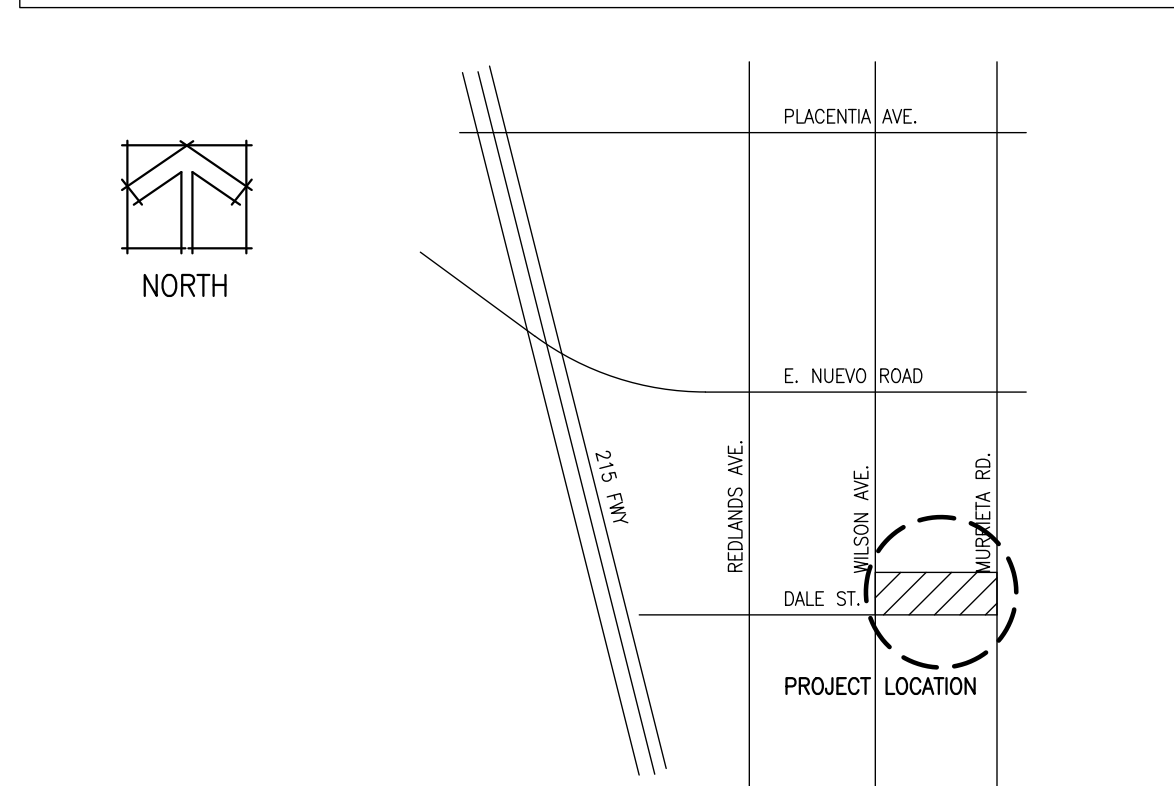 PLACENTIA AVE.
NORTH
E. NUEVO ROAD
215 FWY
REDLANDS AVE.
WILSON AVE.
MURRIETA RD.
DALE ST.
PROJECT LOCATION